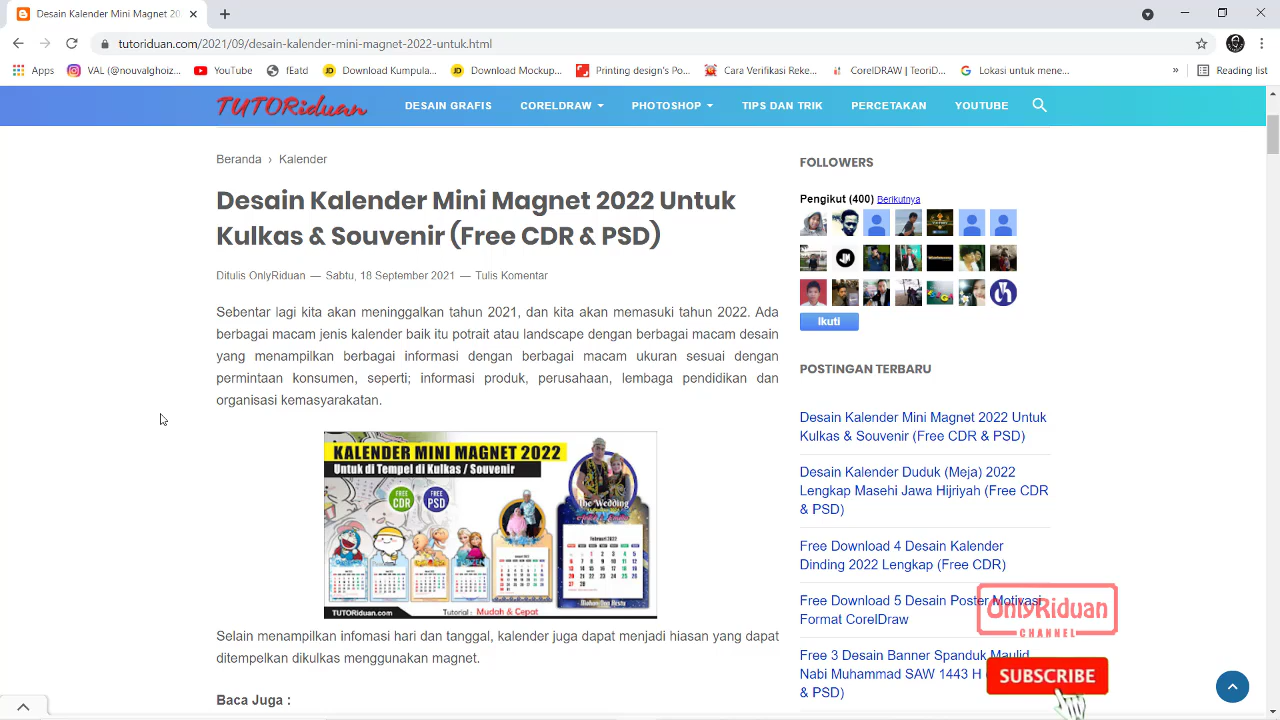 Desain Kalender Mini Magnet 20
tutoriduan.com/2021/09/desain-kalender-mini-magnet-2022-untuk.html
Apps
VAL (@nouvalghoiz...
YouTube
fEatd
Download Kumpula...
Download Mockup...
Printing design's Po...
Cara Verifikasi Reke...
CorelDRAW | TeoriD...
Lokasi untuk mene...
»
Reading list
TUTORiduan
DESAIN GRAFIS
CORELDRAW
PHOTOSHOP
TIPS DAN TRIK
PERCETAKAN
YOUTUBE
Beranda › Kalender
Desain Kalender Mini Magnet 2022 Untuk
Kulkas & Souvenir (Free CDR & PSD)
Ditulis OnlyRiduan — Sabtu, 18 September 2021 — Tulis Komentar
Sebentar lagi kita akan meninggalkan tahun 2021, dan kita akan memasuki tahun 2022. Ada
berbagai macam jenis kalender baik itu potrait atau landscape dengan berbagai macam desain
yang menampilkan berbagai informasi dengan berbagai macam ukuran sesuai dengan
permintaan konsumen, seperti; informasi produk, perusahaan, lembaga pendidikan dan
organisasi kemasyarakatan.
KALENDER MINI MAGNET 2022
Untuk di Tempel di Kulkas / Souvenir
FREE CDR
FREE PSD
The Wedding
Februari 2022
TUTORiduan.com
Tutorial : Mudah & Cepat
Selain menampilkan infomasi hari dan tanggal, kalender juga dapat menjadi hiasan yang dapat
ditempelkan dikulkas menggunakan magnet.
Baca Juga :
FOLLOWERS
Pengikut (400) Berikutnya
Ikuti
POSTINGAN TERBARU
Desain Kalender Mini Magnet 2022 Untuk
Kulkas & Souvenir (Free CDR & PSD)
Desain Kalender Duduk (Meja) 2022
Lengkap Masehi Jawa Hijriyah (Free CDR
& PSD)
Free Download 4 Desain Kalender
Dinding 2022 Lengkap (Free CDR)
Free Download 5 Desain Poster Motivasi
Format CorelDraw
Free 3 Desain Banner Spanduk Maulid
Nabi Muhammad SAW 1443 H
& PSD)
OnlyRiduan
CHANNEL
SUBSCRIBE